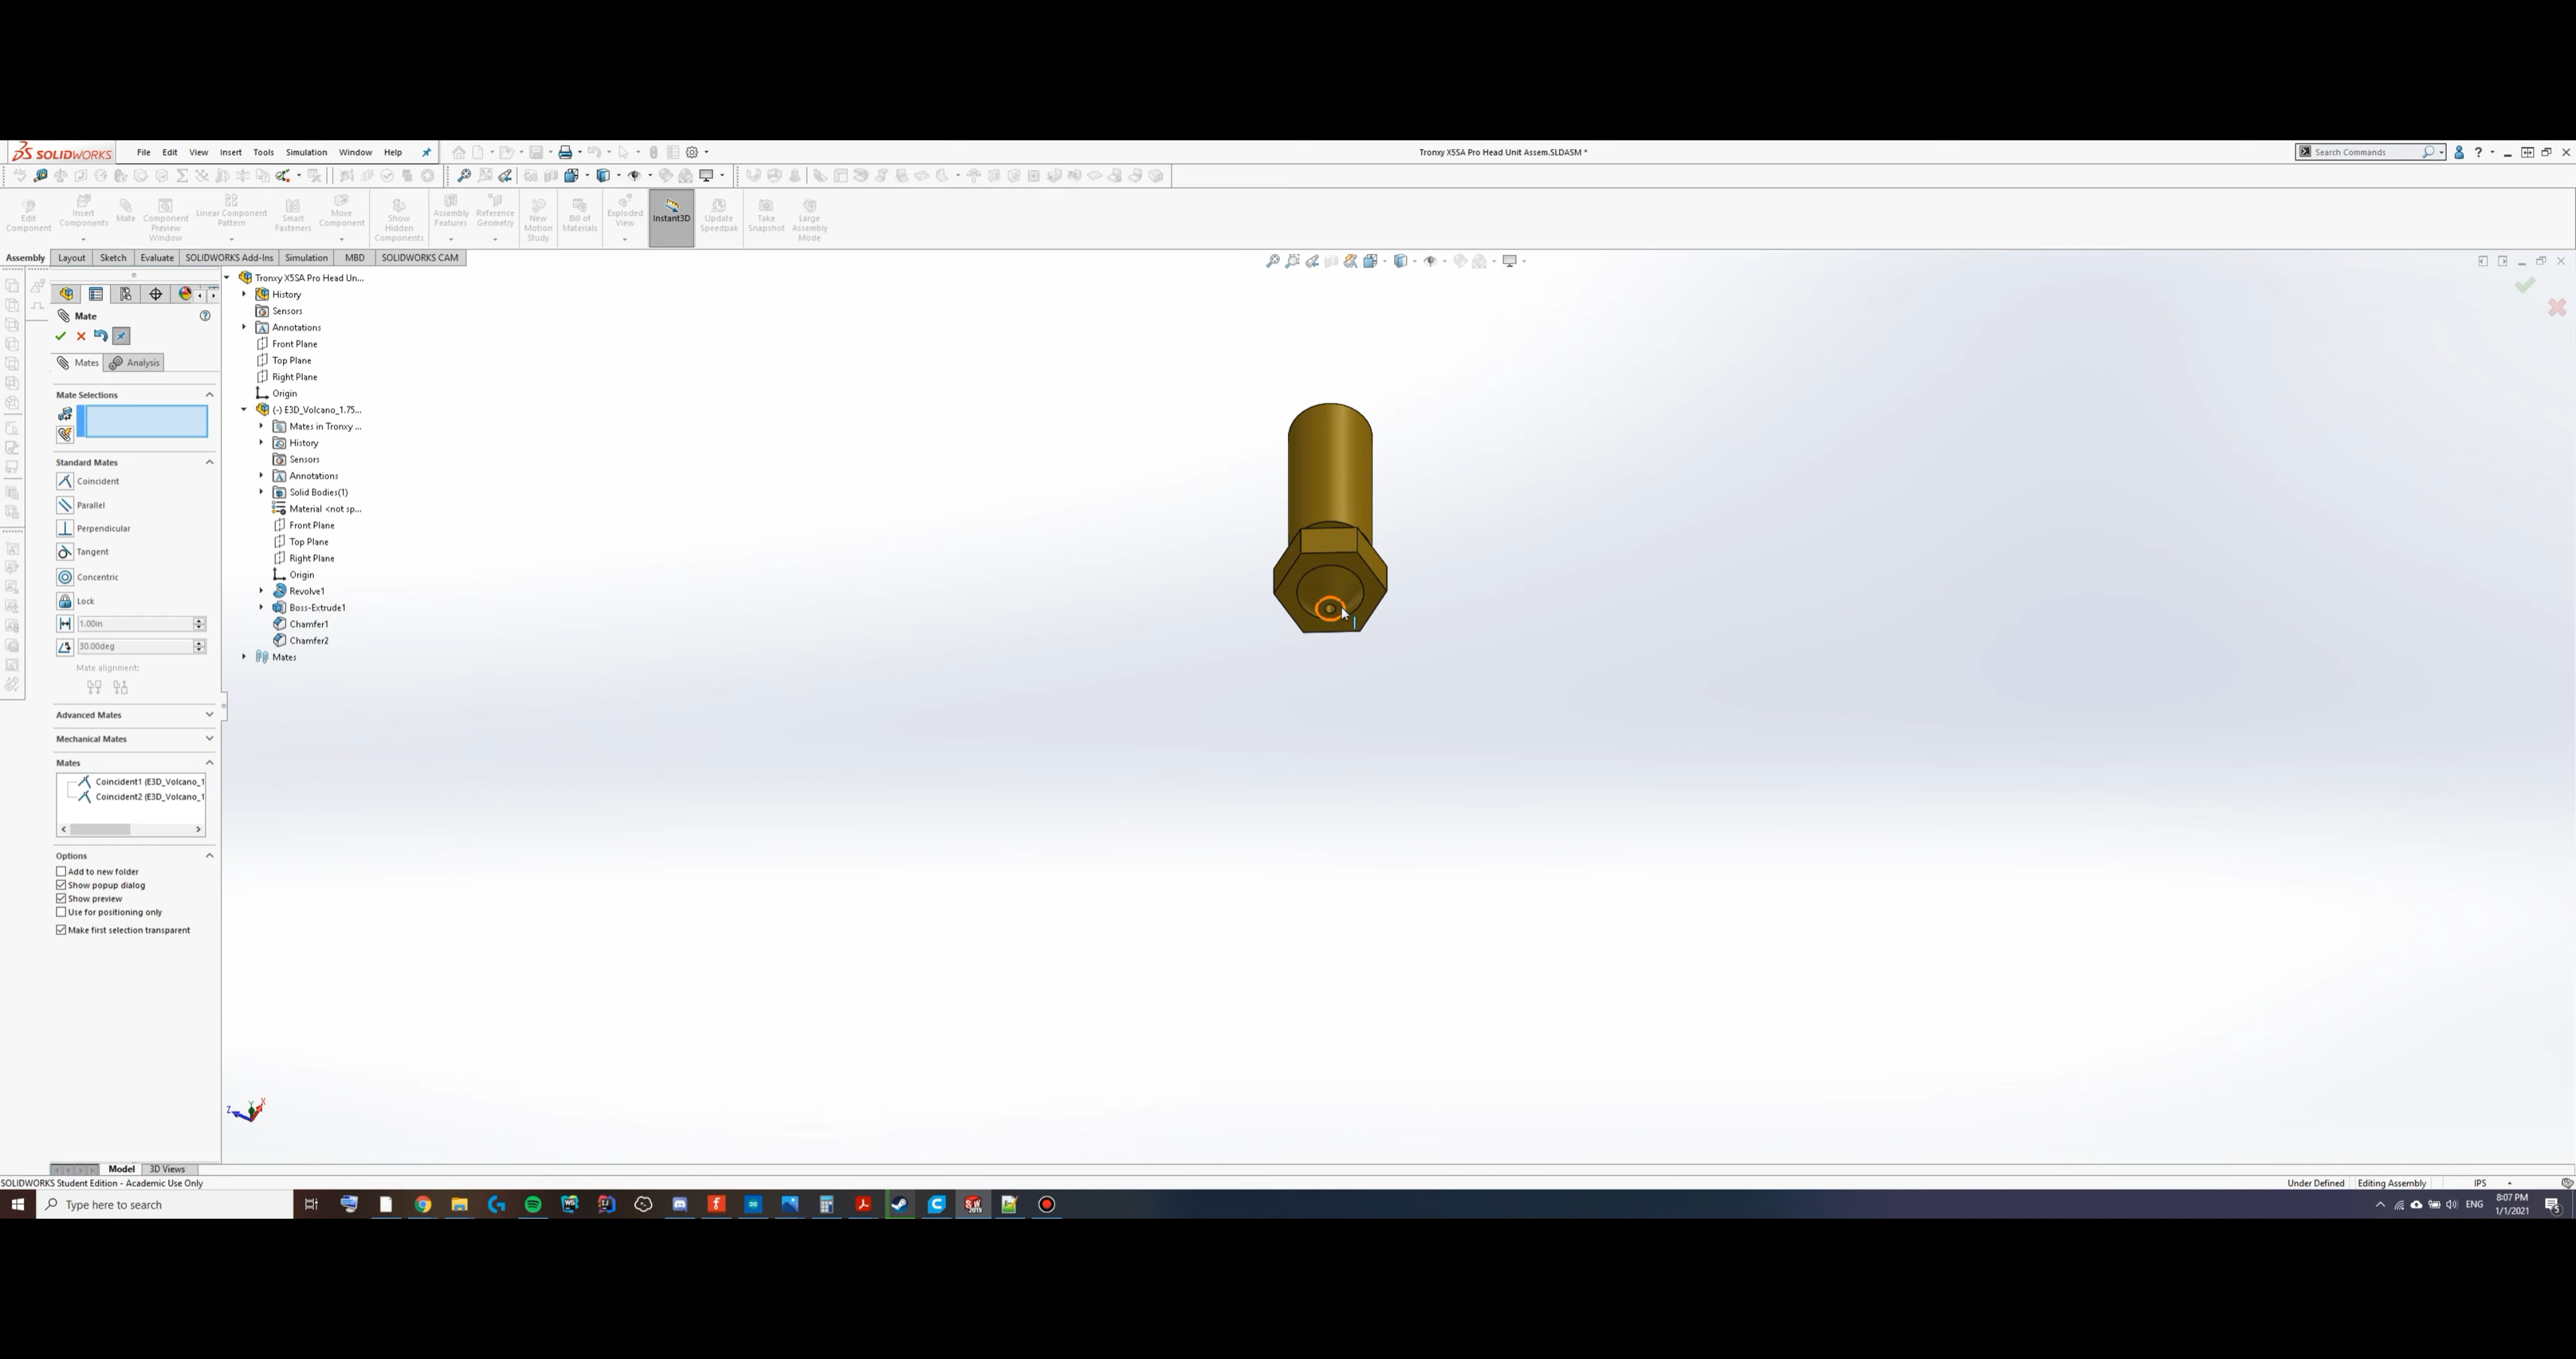 SOLIDWORKS File Edit View Insert Tools Simulation Window Help Tronxy X5SA Pro Head Unit Assem.SLDASM * Search Commands
Edit Component
Insert Components
Mate
Component Preview Window
Linear Component Pattern
Smart Fasteners
Move Component
Show Hidden Components
Assembly Features
Reference Geometry
New Motion Study
Bill of Materials
Exploded View
Instant3D
Update Speedpak
Take Snapshot
Large Assembly Mode
Assembly Layout Sketch Evaluate SOLIDWORKS Add-Ins Simulation MBD SOLIDWORKS CAM
Mate
Mates Analysis
Mate Selections
Standard Mates
Coincident
Parallel
Perpendicular
Tangent
Concentric
Lock
1.00in
30.00deg
Mate alignment:
Advanced Mates
Mechanical Mates
Mates
Coincident1 (E3D_Volcano_1
Coincident2 (E3D_Volcano_1
Options
Add to new folder
Show popup dialog
Show preview
Use for positioning only
Make first selection transparent
Tronxy X5SA Pro Head Un...
History
Sensors
Annotations
Front Plane
Top Plane
Right Plane
Origin
(-) E3D_Volcano_1.75...
Mates in Tronxy ...
History
Sensors
Annotations
Solid Bodies(1)
Material <not sp...
Front Plane
Top Plane
Right Plane
Origin
Revolve1
Boss-Extrude1
Chamfer1
Chamfer2
Mates
Z Y X
Model 3D Views
SOLIDWORKS Student Edition - Academic Use Only Under Defined Editing Assembly IPS
Type here to search
ENG
8:07 PM
1/1/2021